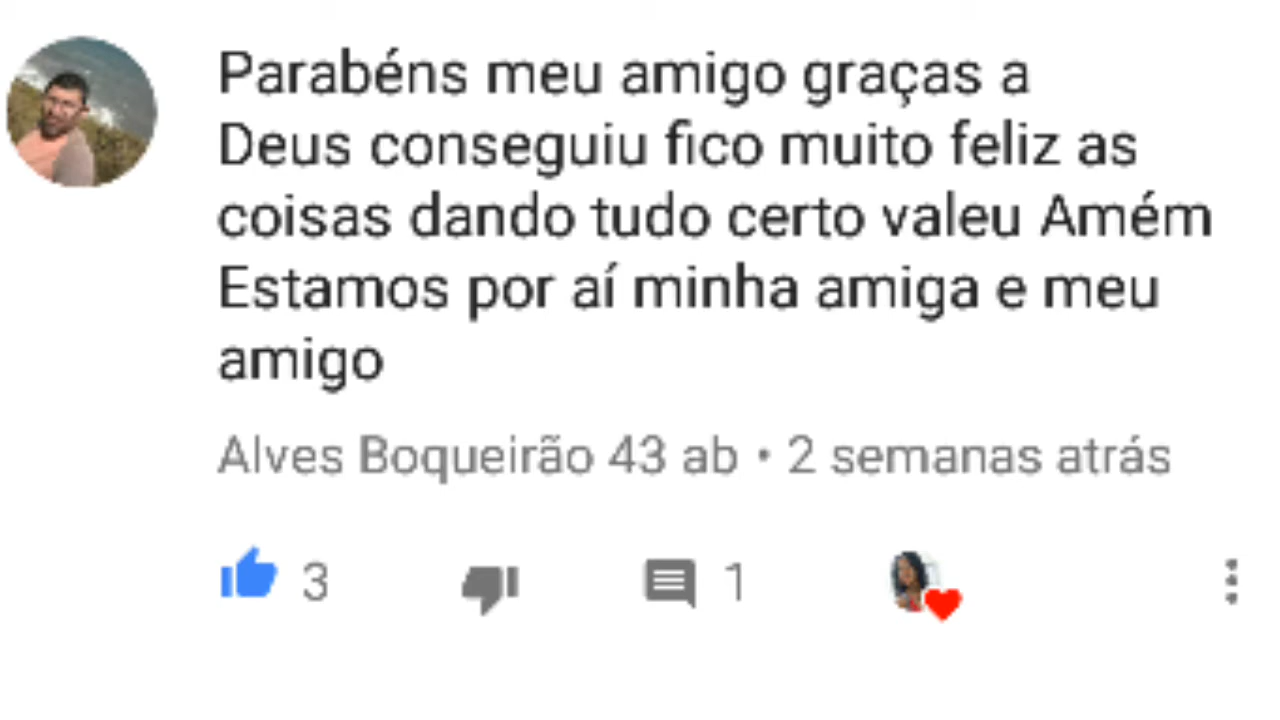 Parabéns meu amigo graças a
Deus conseguiu fico muito feliz as
coisas dando tudo certo valeu Amém
Estamos por aí minha amiga e meu
amigo
Alves Boqueirão 43 ab • 2 semanas atrás
3 1